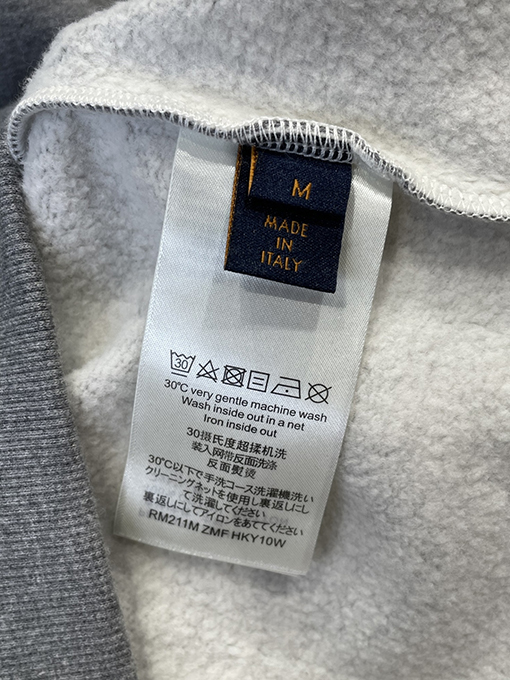 M
MADE
IN
ITALY
30
30°C very gentle machine wash
Wash inside out in a net
Iron inside out
30摄氏度超揉机洗
装入网带反面洗涤
反面熨烫
30℃以下で手洗コース洗濯機洗い
クリーニングネットを使用し裏返しにし
て洗濯してください
裏返しにしてアイロンをあててください
RM211M ZMF HKY10W